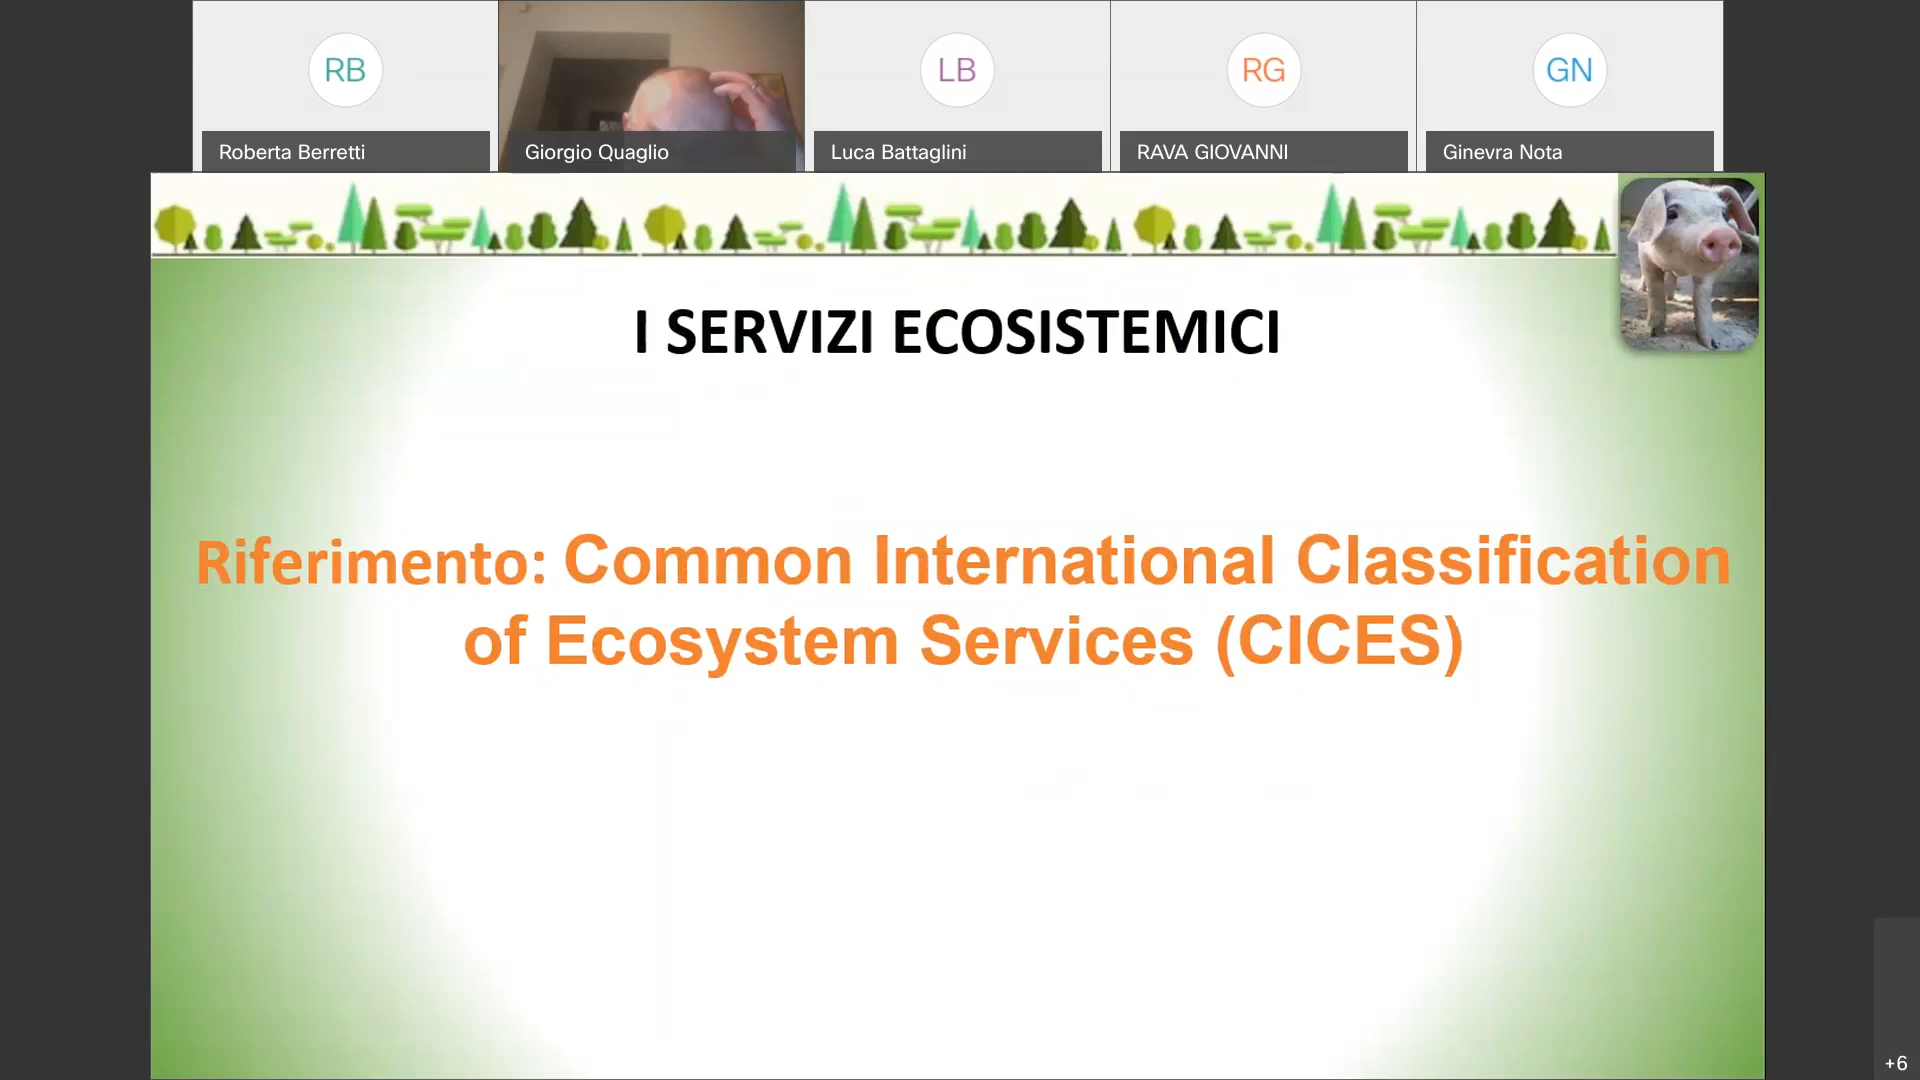 RB
LB
RG
GN
Roberta Berretti
Giorgio Quaglio
Luca Battaglini
RAVA GIOVANNI
Ginevra Nota
I SERVIZI ECOSISTEMICI
Riferimento: Common International Classification
of Ecosystem Services (CICES)
+6